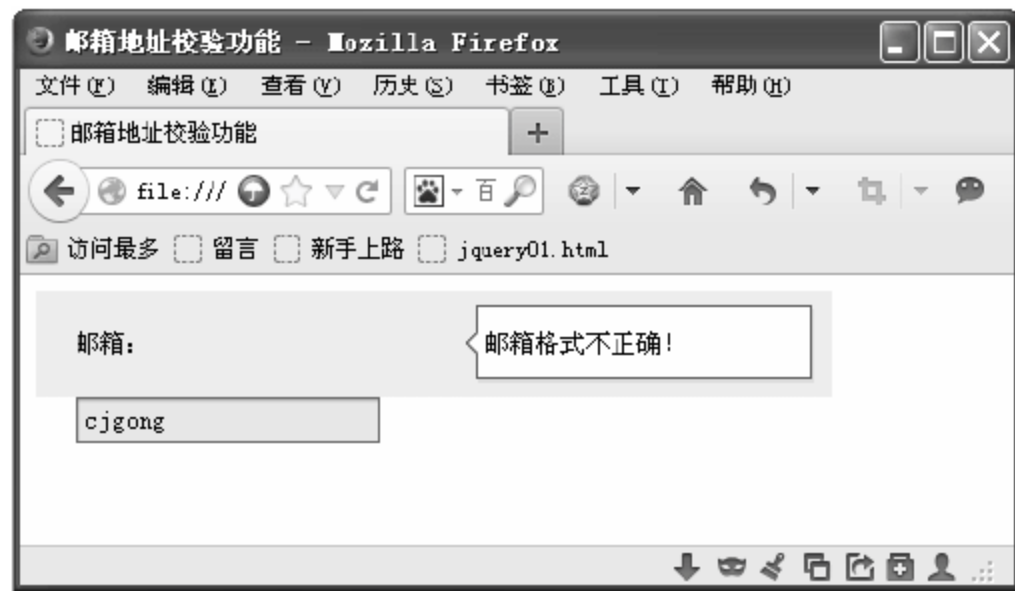 邮箱地址校验功能 - Mozilla Firefox
文件(F) 编辑(E) 查看(V) 历史(S) 书签(B) 工具(T) 帮助(H)
邮箱地址校验功能
file:/// 百
访问最多 留言 新手上路 jquery01.html
邮箱: 邮箱格式不正确!
cjgong